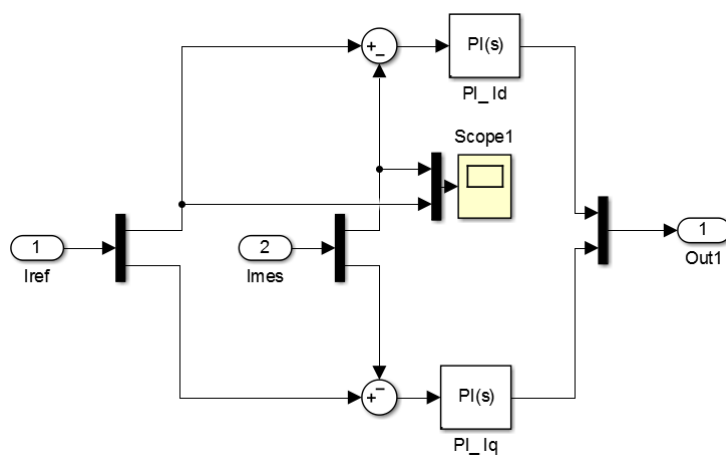 +
−
PI(s)
PI_Id
Scope1
1
Iref
2
Imes
1
Out1
−
+
PI(s)
PI_Iq